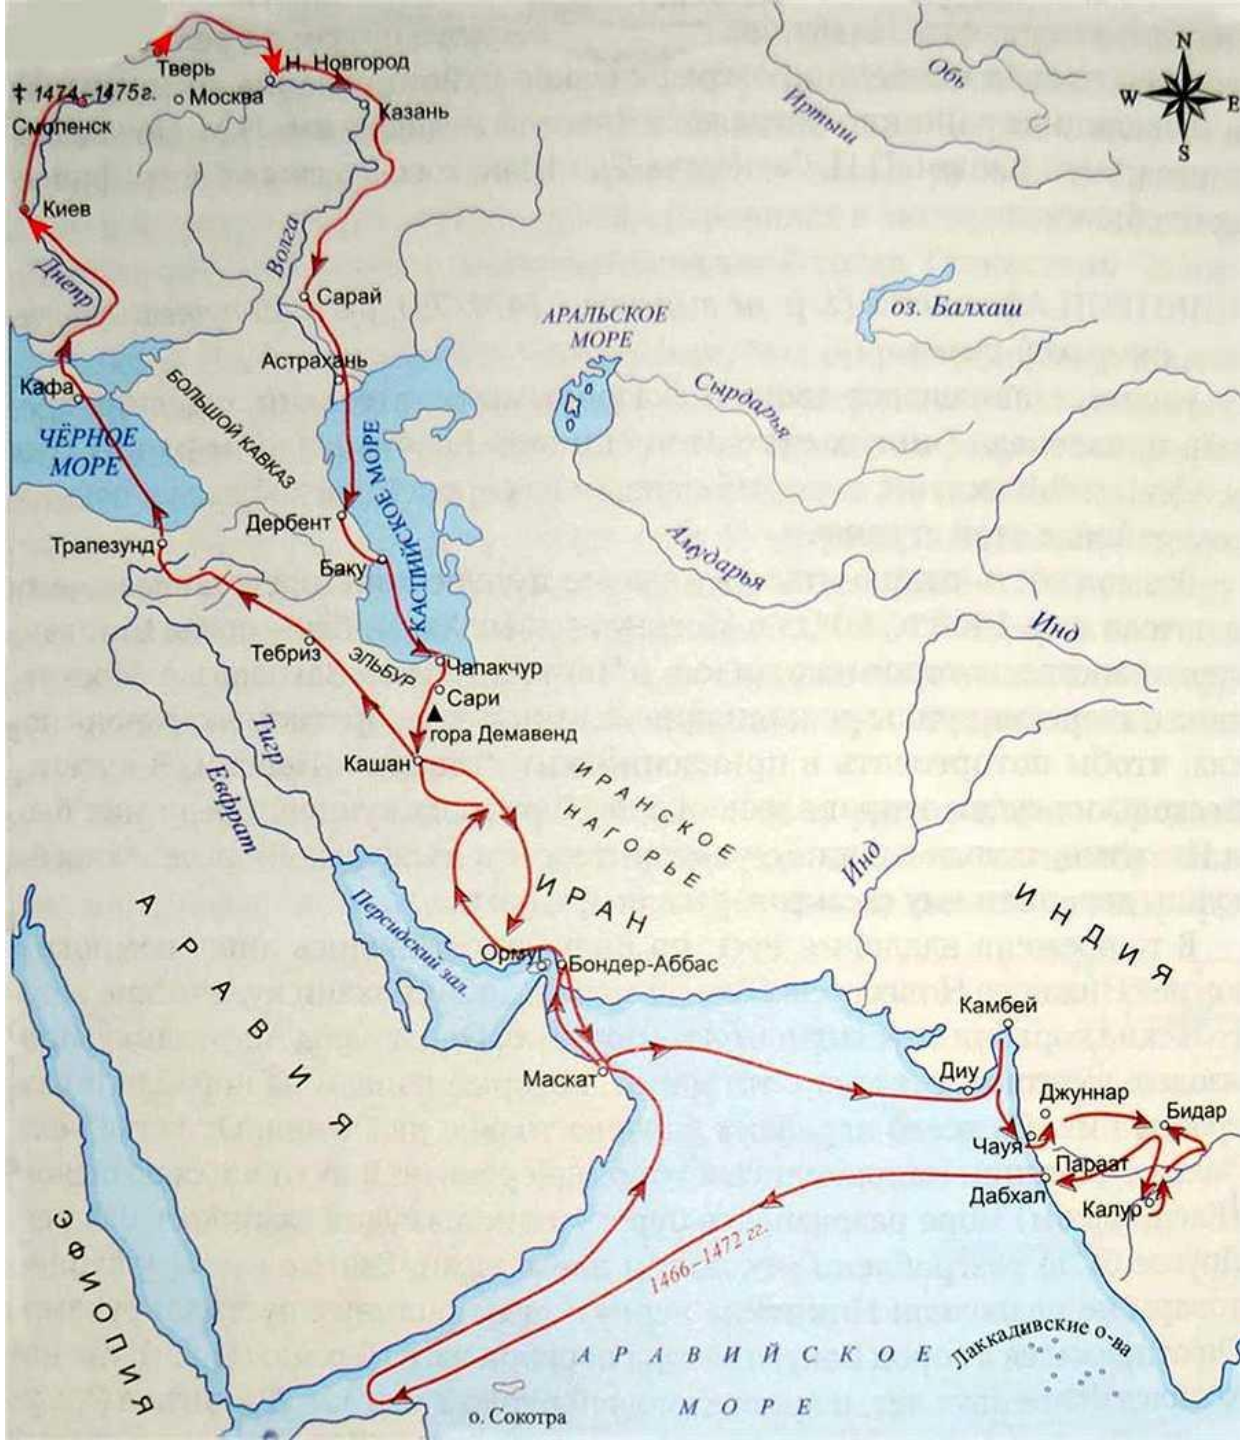 N
Тверь
Н. Новгород
Обь
W
E
† 1474–1475г.
Москва
Казань
Иртыш
Смоленск
S
Киев
Волга
Днепр
Сарай
оз. Балхаш
АРАЛЬСКОЕ
МОРЕ
Астрахань
Кафа
БОЛЬШОЙ КАВКАЗ
Сырдарья
ЧЁРНОЕ
МОРЕ
КАСПИЙСКОЕ МОРЕ
Дербент
Трапезунд
Баку
Амударья
Инд
Тебриз
ЭЛЬБУР
Чапакчур
Сари
Тигр
гора Демавенд
Кашан
Евфрат
ИРАНСКОЕ
НАГОРЬЕ
Инд
ИРАН
ИНДИЯ
АРАВИЯ
Персидский зал.
Ормуз
Бондер-Аббас
Камбей
Маскат
Диу
Джуннар
Бидар
Чауя
Параат
Дабхал
Калур
ЭФИОПИЯ
1466–1472 гг.
Лаккадивские о-ва
АРАВИЙСКОЕ
МОРЕ
о. Сокотра